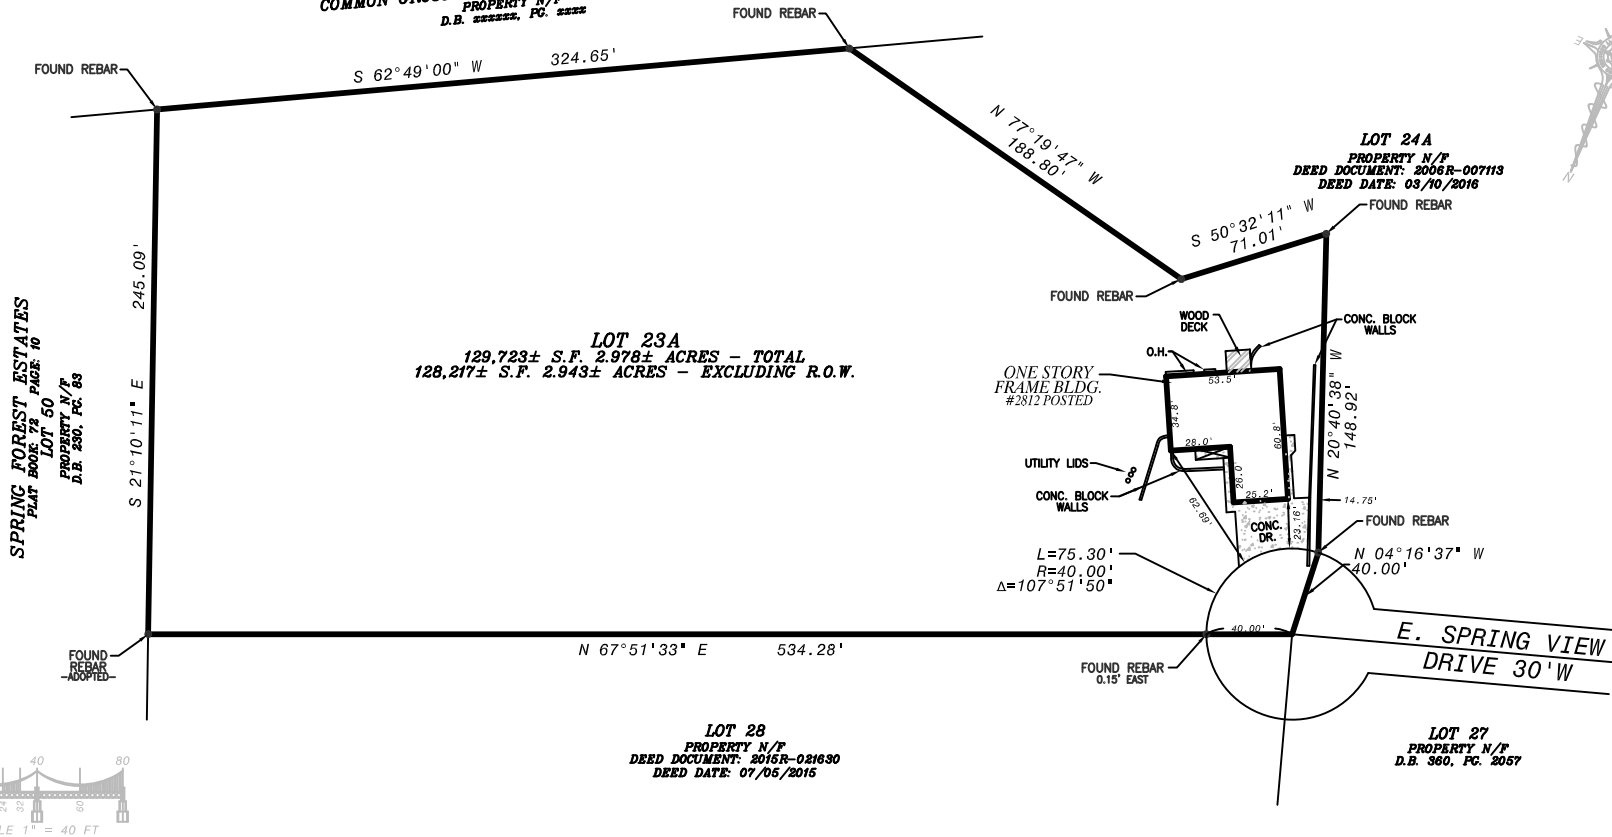 PROPERTY N/F
D.B. xxxxxx, PG. xxxx
FOUND REBAR
FOUND REBAR
S 62°49'00" W 324.65'
N 77°19'47" W
188.80'
LOT 24A
PROPERTY N/F
DEED DOCUMENT: 2006R-007113
DEED DATE: 03/10/2016
E
N
FOUND REBAR
S 50°32'11" W
71.01'
FOUND REBAR
S 21°10'11" E 245.09'
SPRING FOREST ESTATES
PLAT BOOK: 72 PAGE: 10
LOT 50
PROPERTY N/F
D.B. 230, PG. 83
LOT 23A
129,723± S.F. 2.978± ACRES - TOTAL
128,217± S.F. 2.943± ACRES - EXCLUDING R.O.W.
WOOD
DECK
CONC. BLOCK
WALLS
O.H.
ONE STORY
FRAME BLDG.
#2812 POSTED
53.5'
34.8'
28.0'
60.8'
26.0'
25.2'
UTILITY LIDS
CONC. BLOCK
WALLS
62.69'
CONC.
DR.
23.16'
N 20°40'38" W
148.92'
14.75'
FOUND REBAR
N 04°16'37" W
40.00'
L=75.30'
R=40.00'
Δ=107°51'50"
40.00'
E. SPRING VIEW
DRIVE 30'W
FOUND
REBAR
-ADOPTED-
N 67°51'33" E 534.28'
FOUND REBAR
0.15' EAST
LOT 28
PROPERTY N/F
DEED DOCUMENT: 2015R-021630
DEED DATE: 07/05/2015
LOT 27
PROPERTY N/F
D.B. 360, PG. 2057
40 80
24 32 60
LE 1" = 40 FT